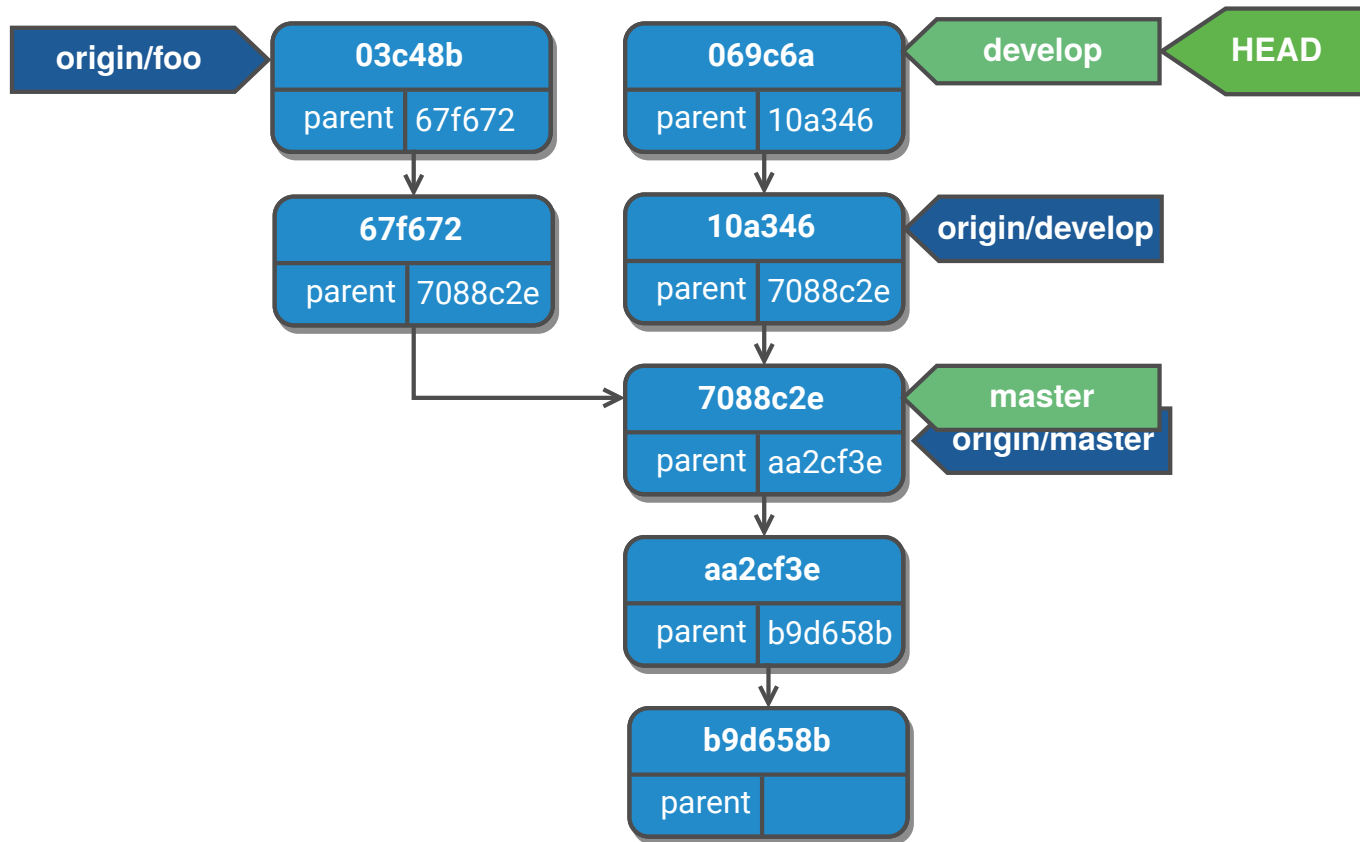 origin/foo
03c48b
parent 67f672
069c6a
parent 10a346
develop
HEAD
67f672
parent 7088c2e
10a346
parent 7088c2e
origin/develop
7088c2e
parent aa2cf3e
master
origin/master
aa2cf3e
parent b9d658b
b9d658b
parent